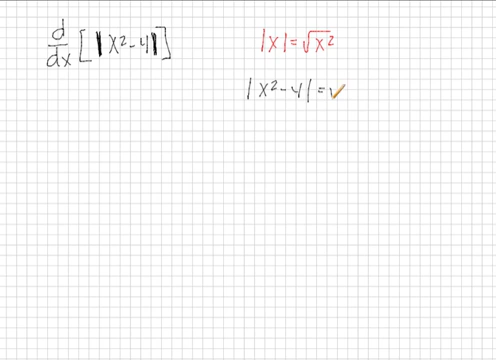 d/dx [|x²-4|]
|x| = √x²
|x²-4| = √